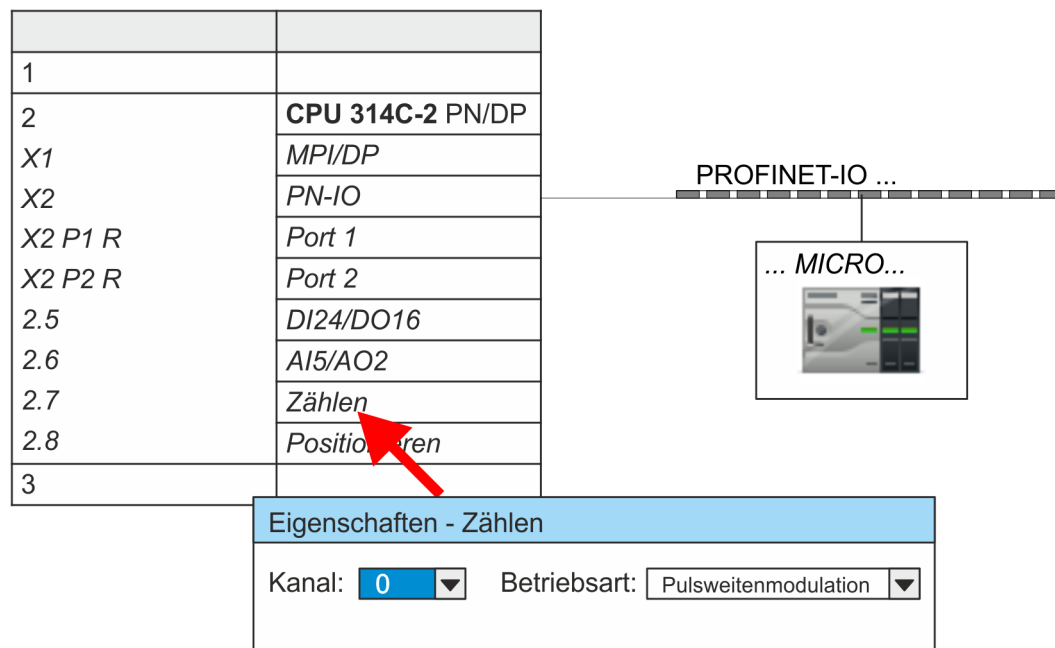 1
2 CPU 314C-2 PN/DP
X1 MPI/DP
X2 PN-IO
X2 P1 R Port 1
X2 P2 R Port 2
2.5 DI24/DO16
2.6 AI5/AO2
2.7 Zählen
2.8
3
PROFINET-IO ...
... MICRO...
Eigenschaften - Zählen
Kanal: 0 Betriebsart: Pulsweitenmodulation